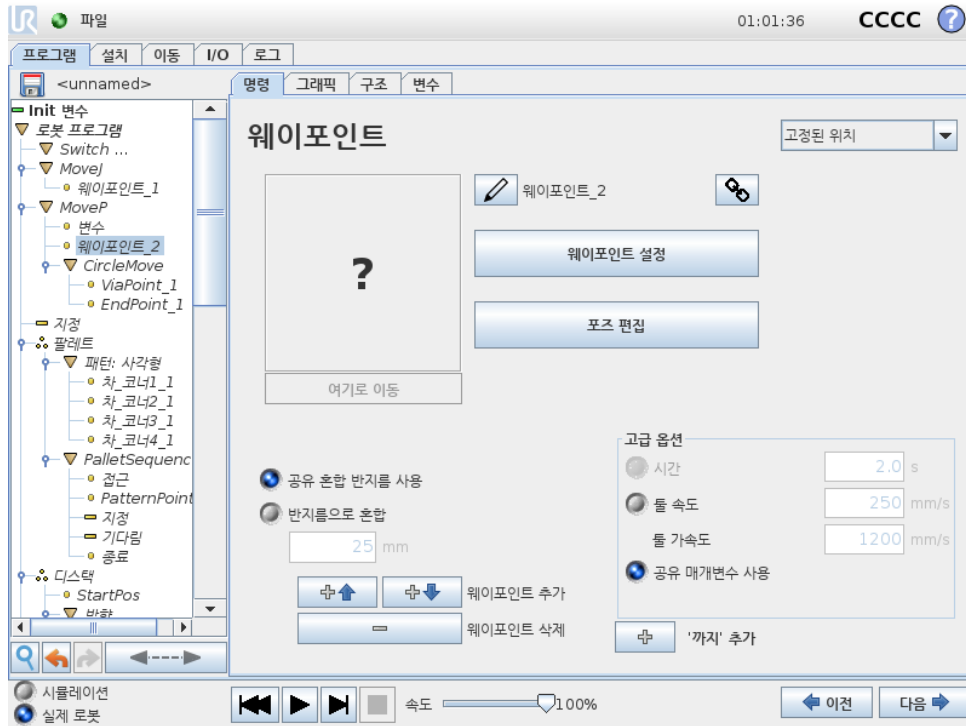 UR 파일 01:01:36 CCCC ?
프로그램 설치 이동 I/O 로그
<unnamed>
명령 그래픽 구조 변수
Init 변수
로봇 프로그램
Switch ...
MoveJ
웨이포인트_1
MoveP
변수
웨이포인트_2
CircleMove
ViaPoint_1
EndPoint_1
지정
팔레트
패턴: 사각형
차_코너1_1
차_코너2_1
차_코너3_1
차_코너4_1
PalletSequenc
접근
PatternPoint
지정
기다림
종료
디스택
StartPos
방향
웨이포인트
고정된 위치
?
웨이포인트_2
웨이포인트 설정
포즈 편집
여기로 이동
공유 혼합 반지름 사용
반지름으로 혼합
25 mm
웨이포인트 추가
웨이포인트 삭제
고급 옵션
시간 2.0 s
툴 속도 250 mm/s
툴 가속도 1200 mm/s
공유 매개변수 사용
'까지' 추가
시뮬레이션
실제 로봇
속도 100%
이전 다음